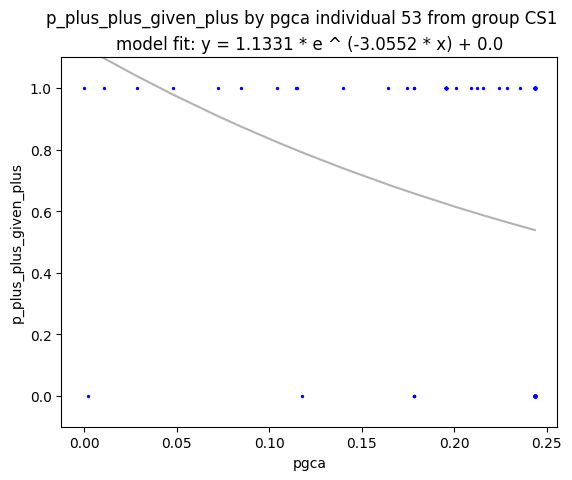 p_plus_plus_given_plus by pgca individual 53 from group CS1
model fit: y = 1.1331 * e ^ (-3.0552 * x) + 0.0
1.0
0.8
0.6
0.4
0.2
0.0
p_plus_plus_given_plus
0.00 0.05 0.10 0.15 0.20 0.25
pgca